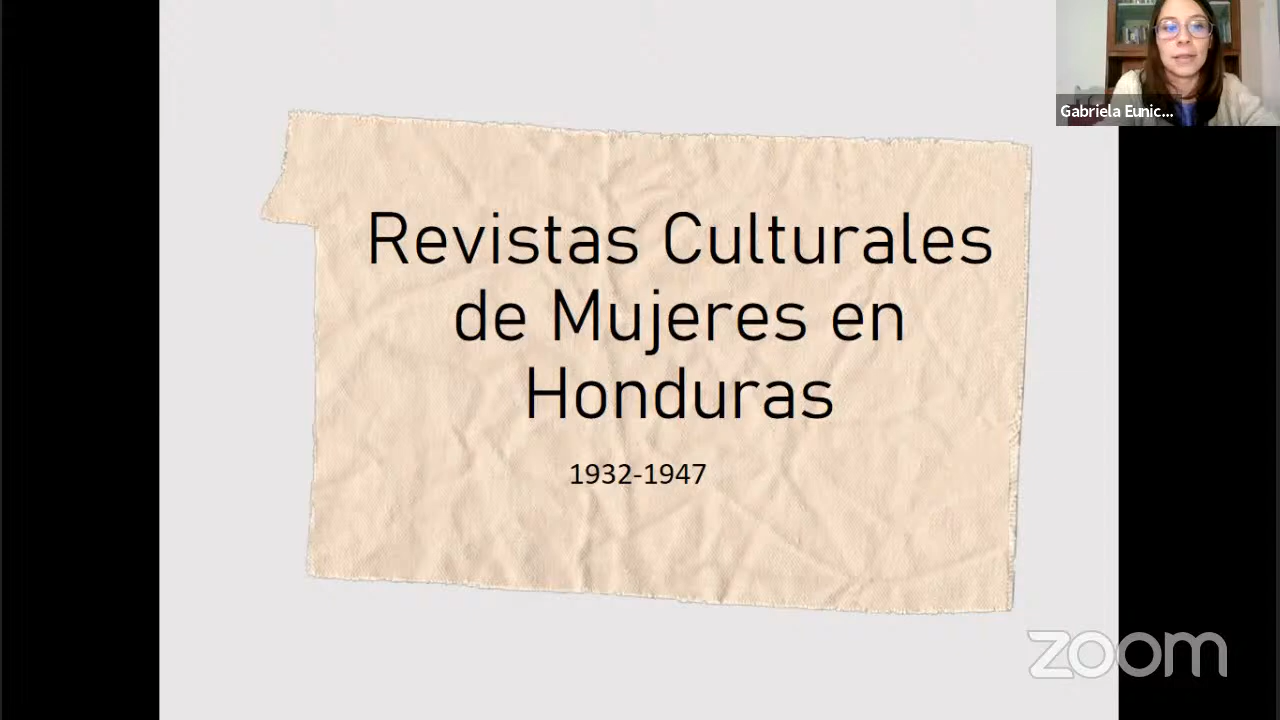 Gabriela Eunic...
Revistas Culturales
de Mujeres en
Honduras
1932-1947
zoom